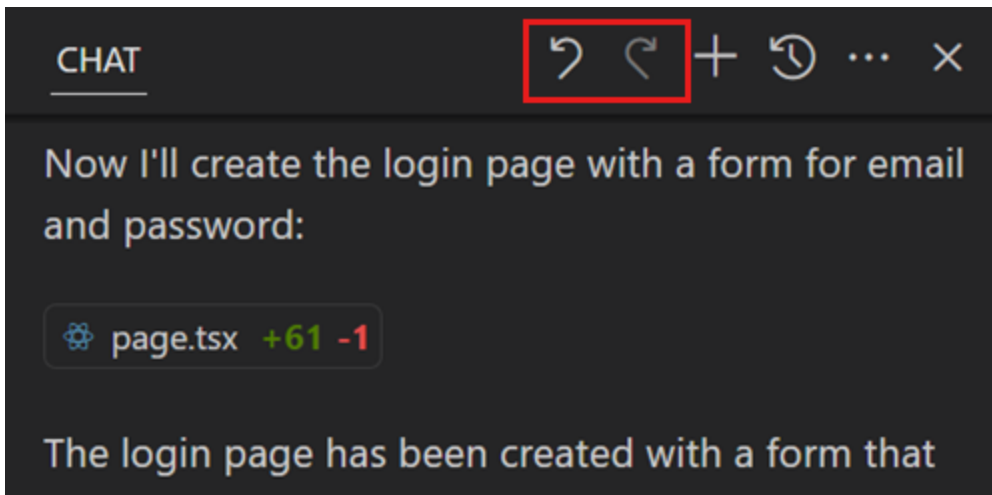 CHAT
Now I'll create the login page with a form for email
and password:
page.tsx +61 -1
The login page has been created with a form that